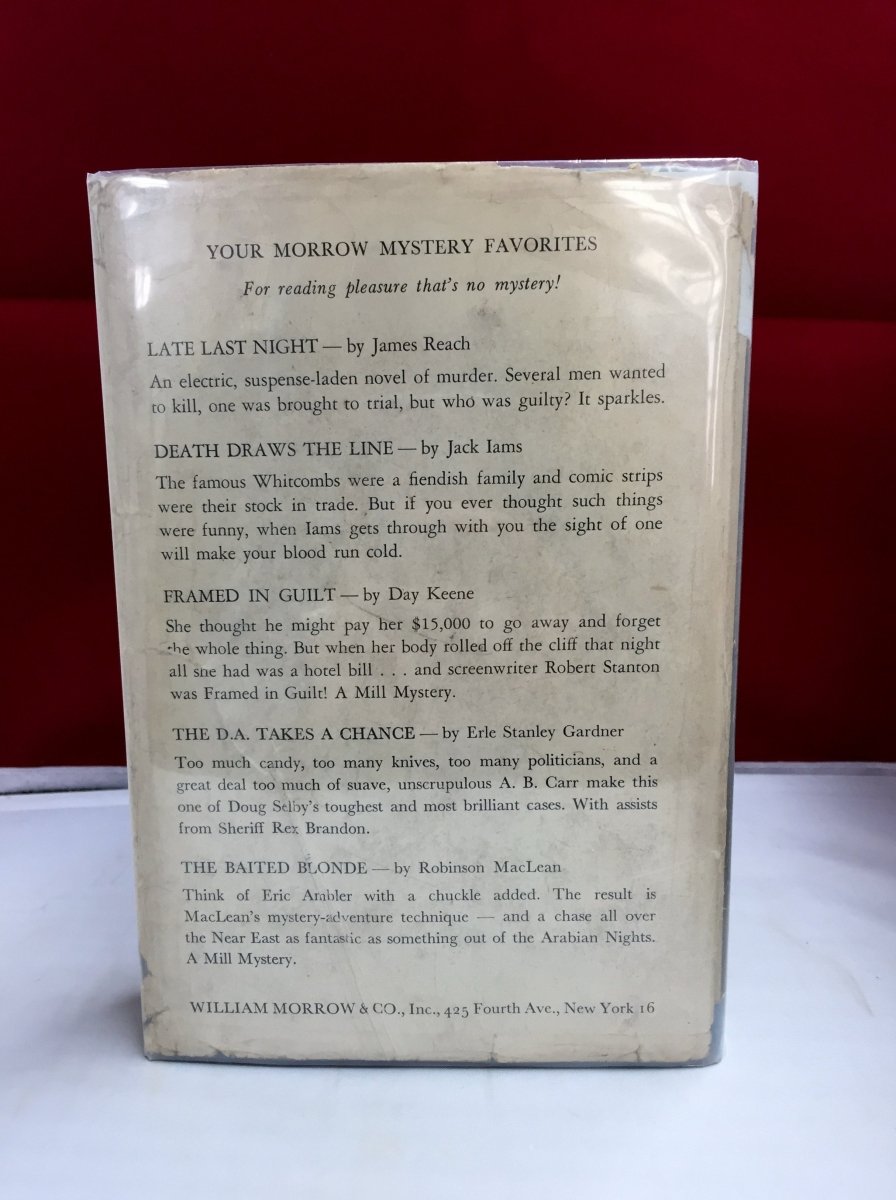 YOUR MORROW MYSTERY FAVORITES
For reading pleasure that's no mystery!
LATE LAST NIGHT — by James Reach
An electric, suspense-laden novel of murder. Several men wanted
to kill, one was brought to trial, but who was guilty? It sparkles.
DEATH DRAWS THE LINE — by Jack Iams
The famous Whitcombs were a fiendish family and comic strips
were their stock in trade. But if you ever thought such things
were funny, when Iams gets through with you the sight of one
will make your blood run cold.
FRAMED IN GUILT — by Day Keene
She thought he might pay her $15,000 to go away and forget
the whole thing. But when her body rolled off the cliff that night
all she had was a hotel bill . . . and screenwriter Robert Stanton
was Framed in Guilt! A Mill Mystery.
THE D.A. TAKES A CHANCE — by Erle Stanley Gardner
Too much candy, too many knives, too many politicians, and a
great deal too much of suave, unscrupulous A. B. Carr make this
one of Doug Selby's toughest and most brilliant cases. With assists
from Sheriff Rex Brandon.
THE BAITED BLONDE — by Robinson MacLean
Think of Eric Ambler with a chuckle added. The result is
MacLean's mystery-adventure technique — and a chase all over
the Near East as fantastic as something out of the Arabian Nights.
A Mill Mystery.
WILLIAM MORROW & CO., Inc., 425 Fourth Ave., New York 16